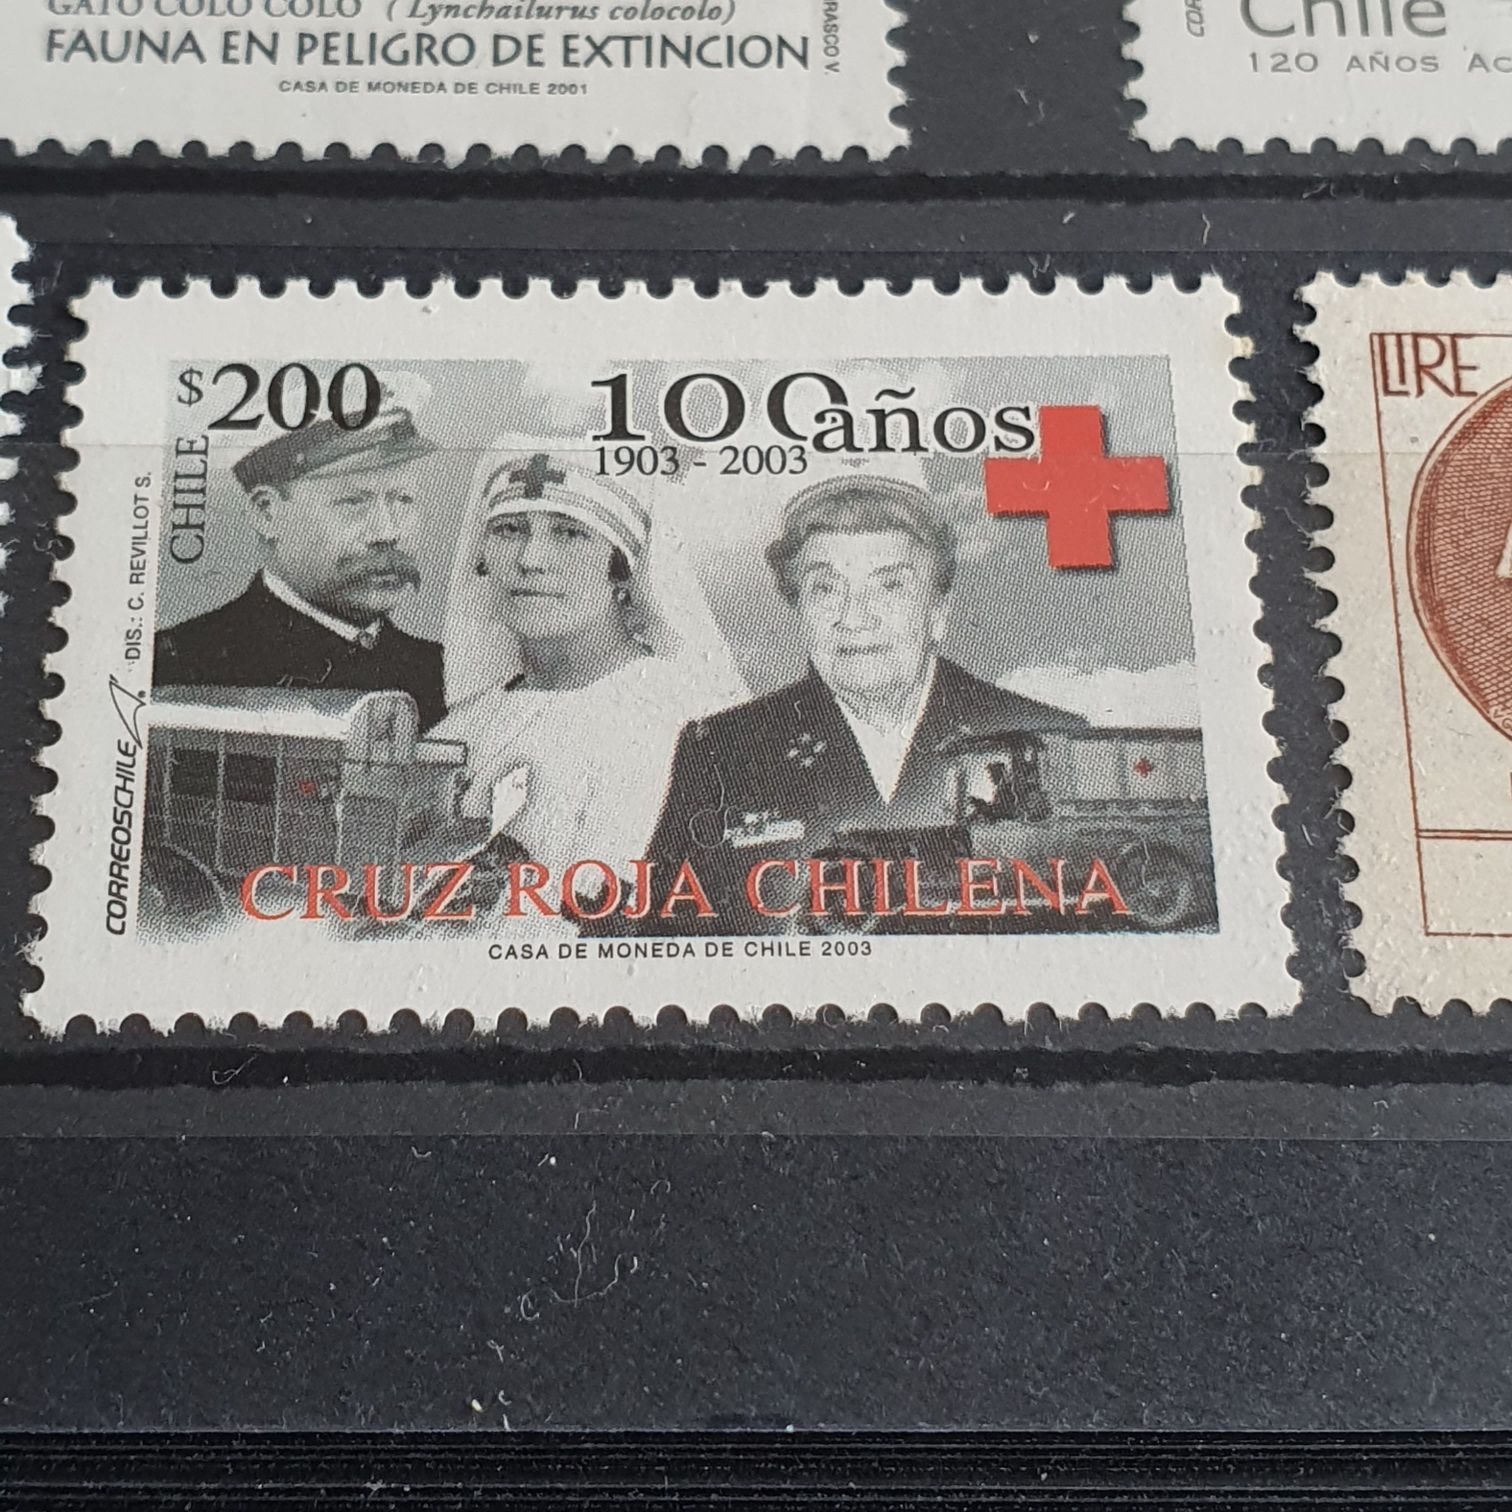 GATO COLO COLO (Lynchailurus colocolo)
FAUNA EN PELIGRO DE EXTINCION
CASA DE MONEDA DE CHILE 2001
Chile
120 AÑOS
$200
CHILE
100 años
1903 - 2003
DIS.: C. REVILLOT S.
CORREOSCHILE
CRUZ ROJA CHILENA
CASA DE MONEDA DE CHILE 2003
LIRE